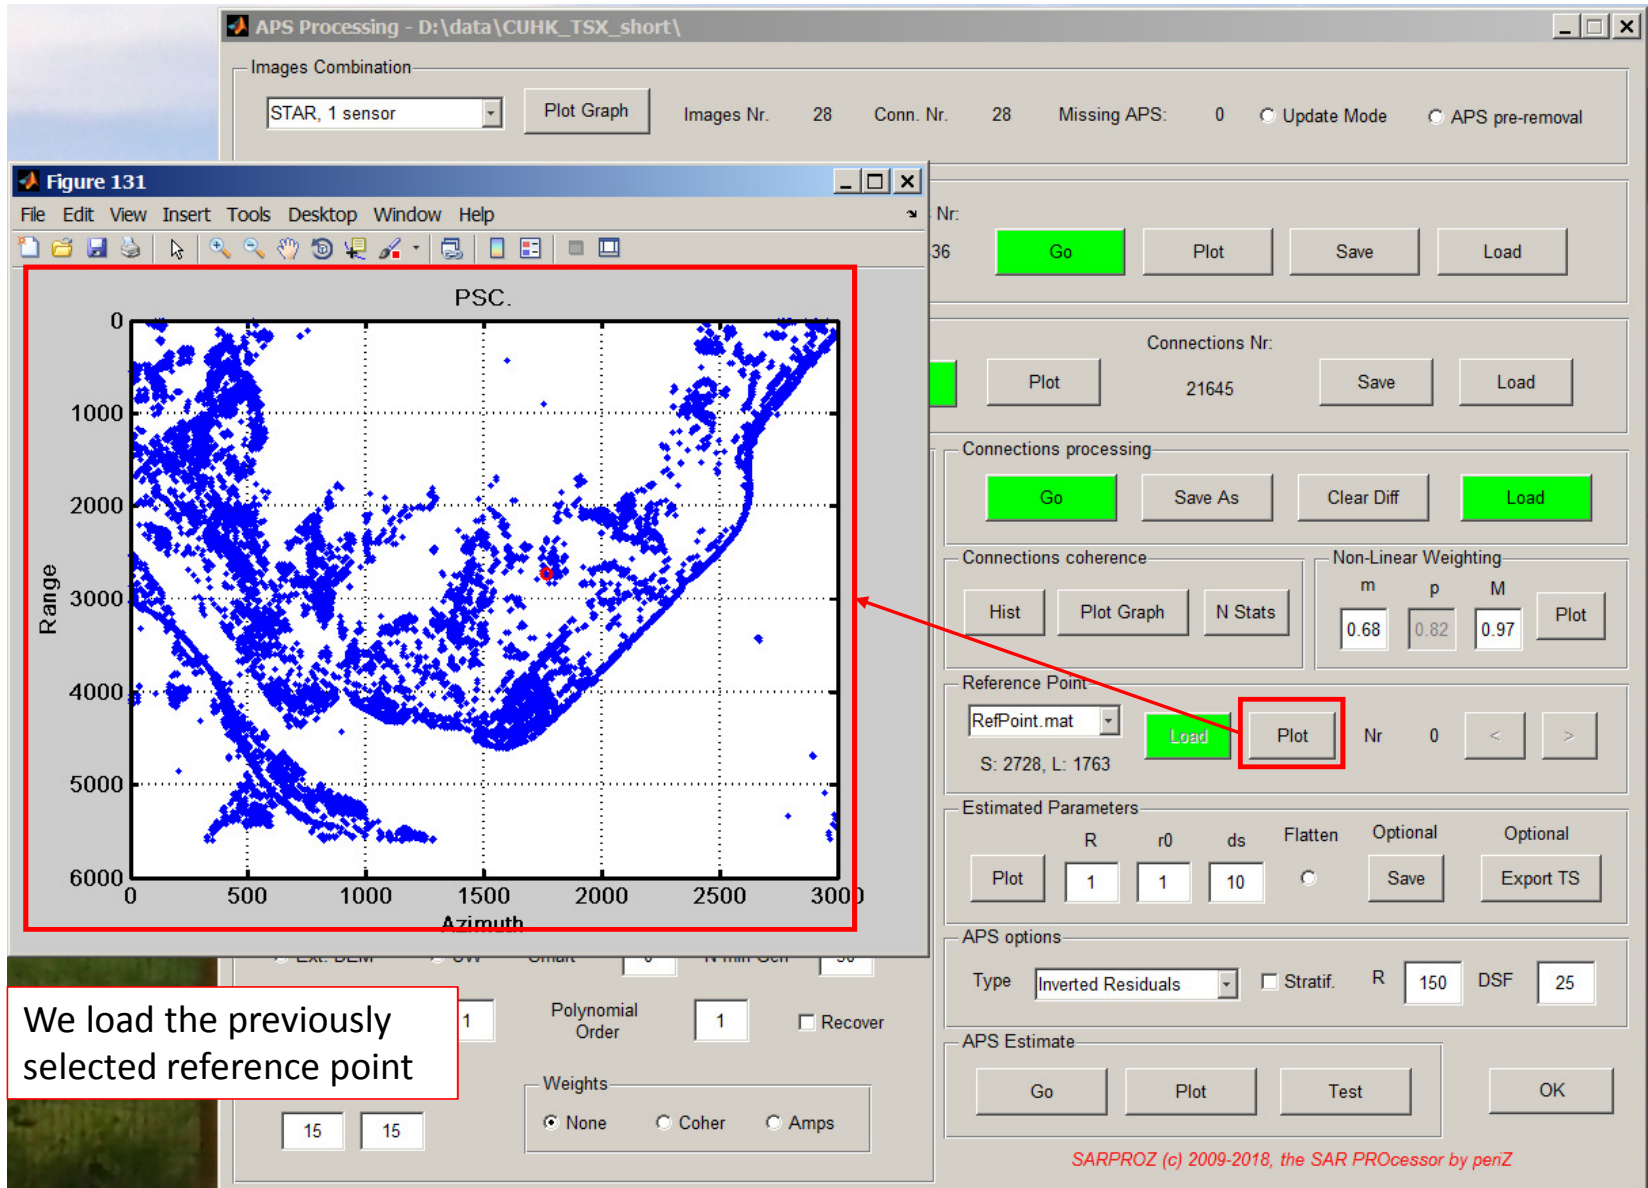 APS Processing - D:\data\CUHK_TSX_short\
Images Combination
STAR, 1 sensor
Plot Graph
Images Nr. 28 Conn. Nr. 28 Missing APS: 0 Update Mode APS pre-removal
Figure 131
File Edit View Insert Tools Desktop Window Help
Nr:
36 Go Plot Save Load
PSC.
0
1000
2000
3000
4000
5000
6000
Range
0 500 1000 1500 2000 2500 3000
Azimuth
Connections Nr:
Plot 21645 Save Load
Connections processing
Go Save As Clear Diff Load
Connections coherence
Hist Plot Graph N Stats
Non-Linear Weighting
m p M
0.68 0.82 0.97 Plot
Reference Point
RefPoint.mat Load Plot Nr 0 < >
S: 2728, L: 1763
Estimated Parameters
R r0 ds Flatten Optional Optional
Plot 1 1 10 Save Export TS
APS options
Type Inverted Residuals Stratif. R 150 DSF 25
APS Estimate
Go Plot Test
OK
We load the previously
selected reference point
1 Polynomial Order 1 Recover
Weights
None Coher Amps
15 15
SARPROZ (c) 2009-2018, the SAR PROcessor by periZ